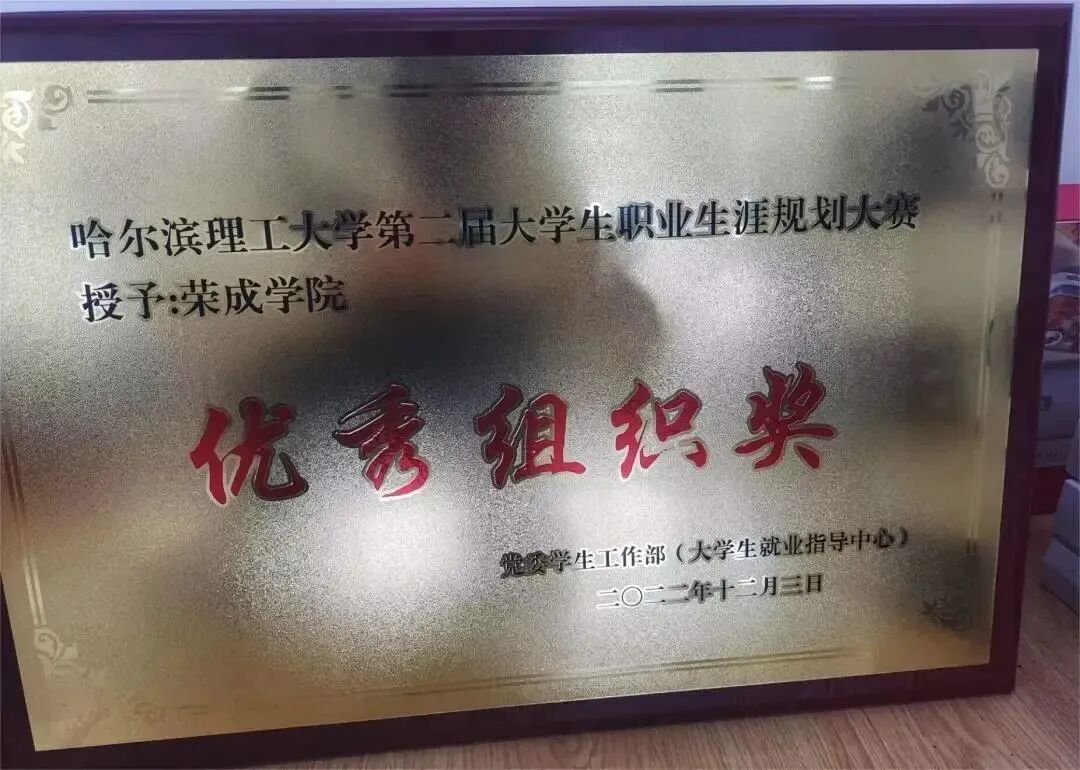 哈尔滨理工大学第二届大学生职业生涯规划大赛
授予:荣成学院
优秀组织奖
党委学生工作部（大学生就业指导中心）
二〇二二年十二月三日